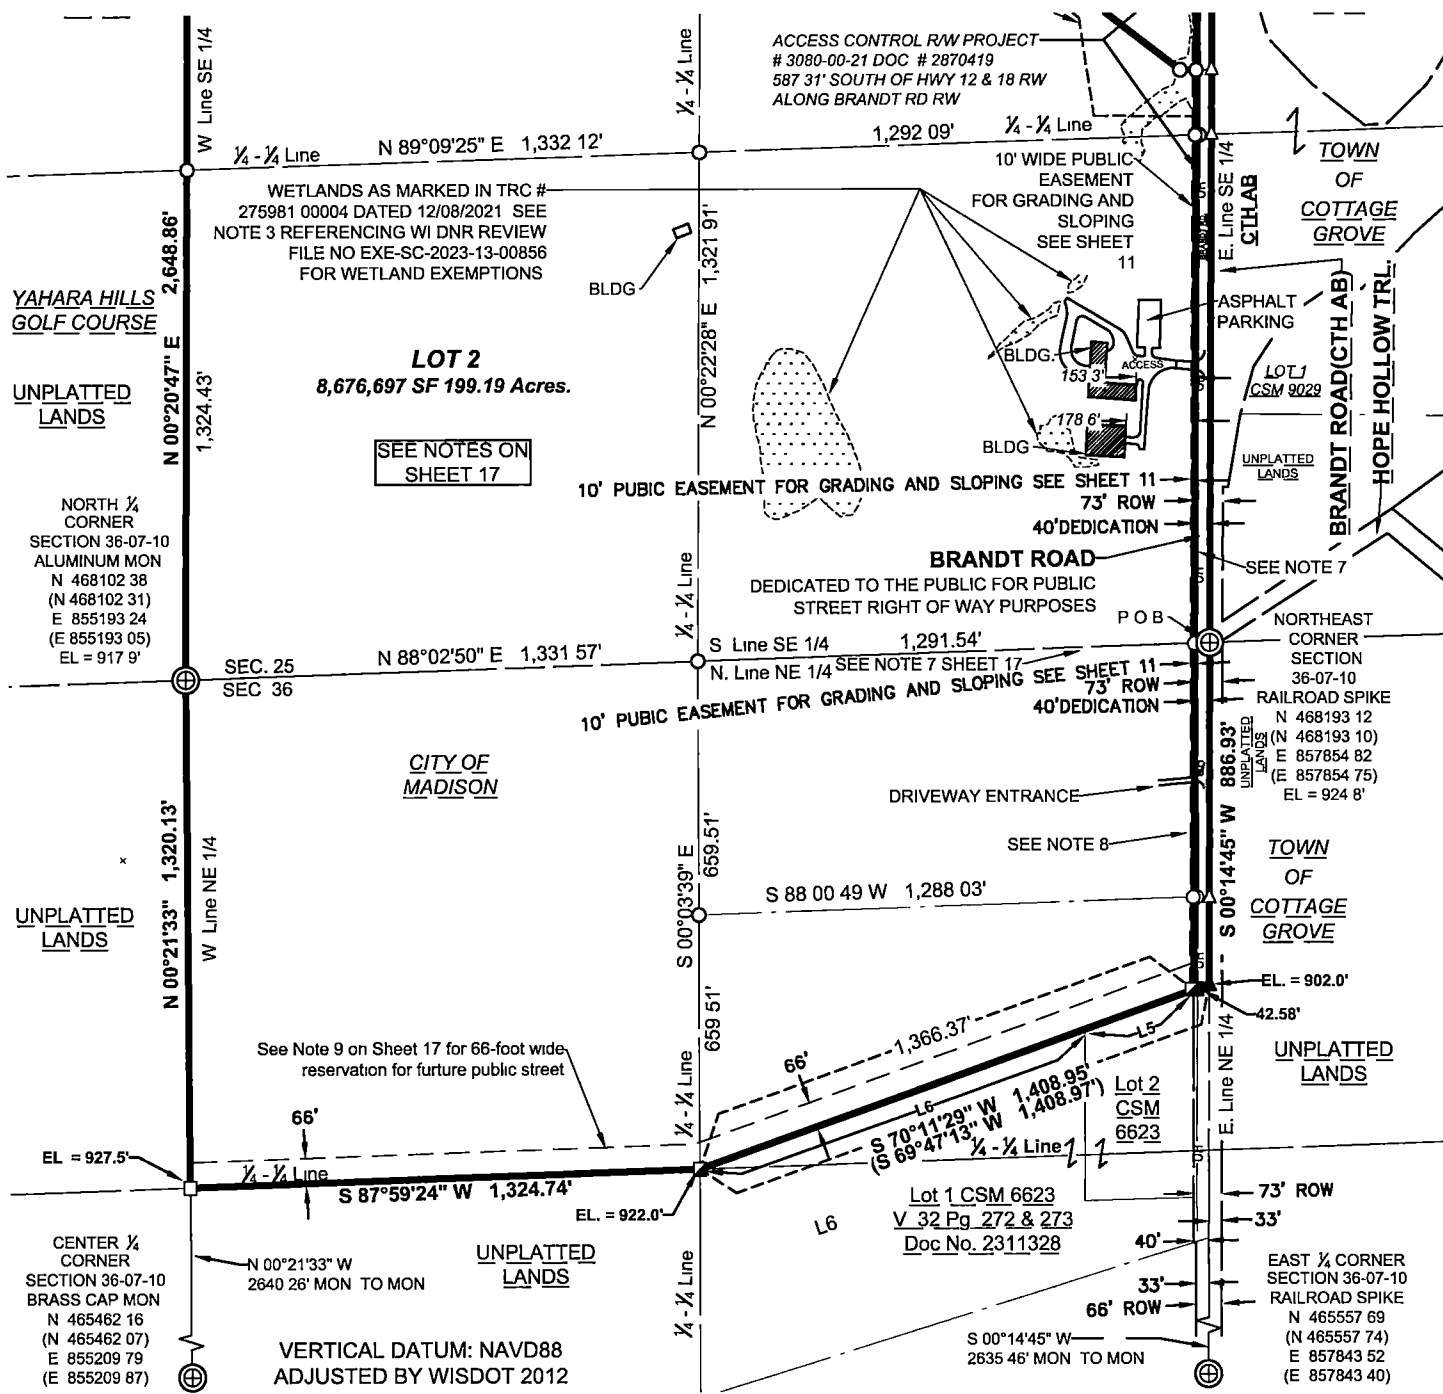 W Line SE 1/4
¼ - ¼ Line
ACCESS CONTROL R/W PROJECT
# 3080-00-21 DOC # 2870419
587 31' SOUTH OF HWY 12 & 18 RW
ALONG BRANDT RD RW
¼ - ¼ Line
N 89°09'25" E 1,332 12'
1,292 09'
¼ - ¼ Line
10' WIDE PUBLIC
EASEMENT
FOR GRADING AND
SLOPING
SEE SHEET
11
E. Line SE 1/4
CTH AB
TOWN
OF
COTTAGE
GROVE
WETLANDS AS MARKED IN TRC #
275981 00004 DATED 12/08/2021 SEE
NOTE 3 REFERENCING WI DNR REVIEW
FILE NO EXE-SC-2023-13-00856
FOR WETLAND EXEMPTIONS
BLDG
N 00°22'28" E 1,321 91'
N 00°20'47" E 2,648.86'
1,324.43'
YAHARA HILLS
GOLF COURSE
UNPLATTED
LANDS
LOT 2
8,676,697 SF 199.19 Acres.
SEE NOTES ON
SHEET 17
ASPHALT
PARKING
BLDG.
ACCESS
153 3'
178 6'
BLDG
LOT 1
CSM 9029
UNPLATTED
LANDS
BRANDT ROAD(CTH AB)
HOPE HOLLOW TRL.
10' PUBIC EASEMENT FOR GRADING AND SLOPING SEE SHEET 11
73' ROW
40'DEDICATION
BRANDT ROAD
DEDICATED TO THE PUBLIC FOR PUBLIC
STREET RIGHT OF WAY PURPOSES
SEE NOTE 7
P O B
NORTH ¼
CORNER
SECTION 36-07-10
ALUMINUM MON
N 468102 38
(N 468102 31)
E 855193 24
(E 855193 05)
EL = 917 9'
¼ - ¼ Line
SEC. 25
SEC 36
N 88°02'50" E 1,331 57'
S Line SE 1/4
N. Line NE 1/4
1,291.54'
SEE NOTE 7 SHEET 17
10' PUBIC EASEMENT FOR GRADING AND SLOPING SEE SHEET 11
73' ROW
40'DEDICATION
NORTHEAST
CORNER
SECTION
36-07-10
RAILROAD SPIKE
N 468193 12
(N 468193 10)
E 857854 82
(E 857854 75)
EL = 924 8'
UNPLATTED
LANDS
S 00°14'45" W 886.93'
CITY OF
MADISON
DRIVEWAY ENTRANCE
SEE NOTE 8
TOWN
OF
COTTAGE
GROVE
N 00°21'33" E 1,320.13'
W Line NE 1/4
UNPLATTED
LANDS
S 00°03'39" E
659.51'
659 51'
S 88 00 49 W 1,288 03'
EL. = 902.0'
42.58'
E. Line NE 1/4
UNPLATTED
LANDS
1,366.37'
L5
66'
L6
S 70°11'29" W 1,408.95'
(S 69°47'13" W 1,408.97')
¼ - ¼ Line
¼ - ¼ Line
Lot 2
CSM
6623
See Note 9 on Sheet 17 for 66-foot wide
reservation for furture public street
66'
EL = 927.5'
¼ - ¼ Line
S 87°59'24" W 1,324.74'
EL. = 922.0'
L6
Lot 1 CSM 6623
V 32 Pg 272 & 273
Doc No. 2311328
73' ROW
33'
40'
33'
66' ROW
CENTER ¼
CORNER
SECTION 36-07-10
BRASS CAP MON
N 465462 16
(N 465462 07)
E 855209 79
(E 855209 87)
N 00°21'33" W
2640 26' MON TO MON
UNPLATTED
LANDS
¼ - ¼ Line
VERTICAL DATUM: NAVD88
ADJUSTED BY WISDOT 2012
S 00°14'45" W
2635 46' MON TO MON
EAST ¼ CORNER
SECTION 36-07-10
RAILROAD SPIKE
N 465557 69
(N 465557 74)
E 857843 52
(E 857843 40)